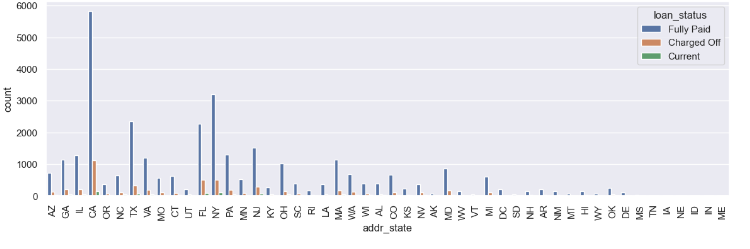 6000
5000
4000
3000
2000
1000
0
count
loan_status
Fully Paid
Charged Off
Current
AZ GA IL CA OR NC TX VA MO CT UT FL NY PA MN NJ KY OH SC RI LA MA WA WI AL CO KS NV AK MD WV VT MI DC SD NH AR NM MT HI WY OK DE MS TN IA NE ID IN ME
addr_state